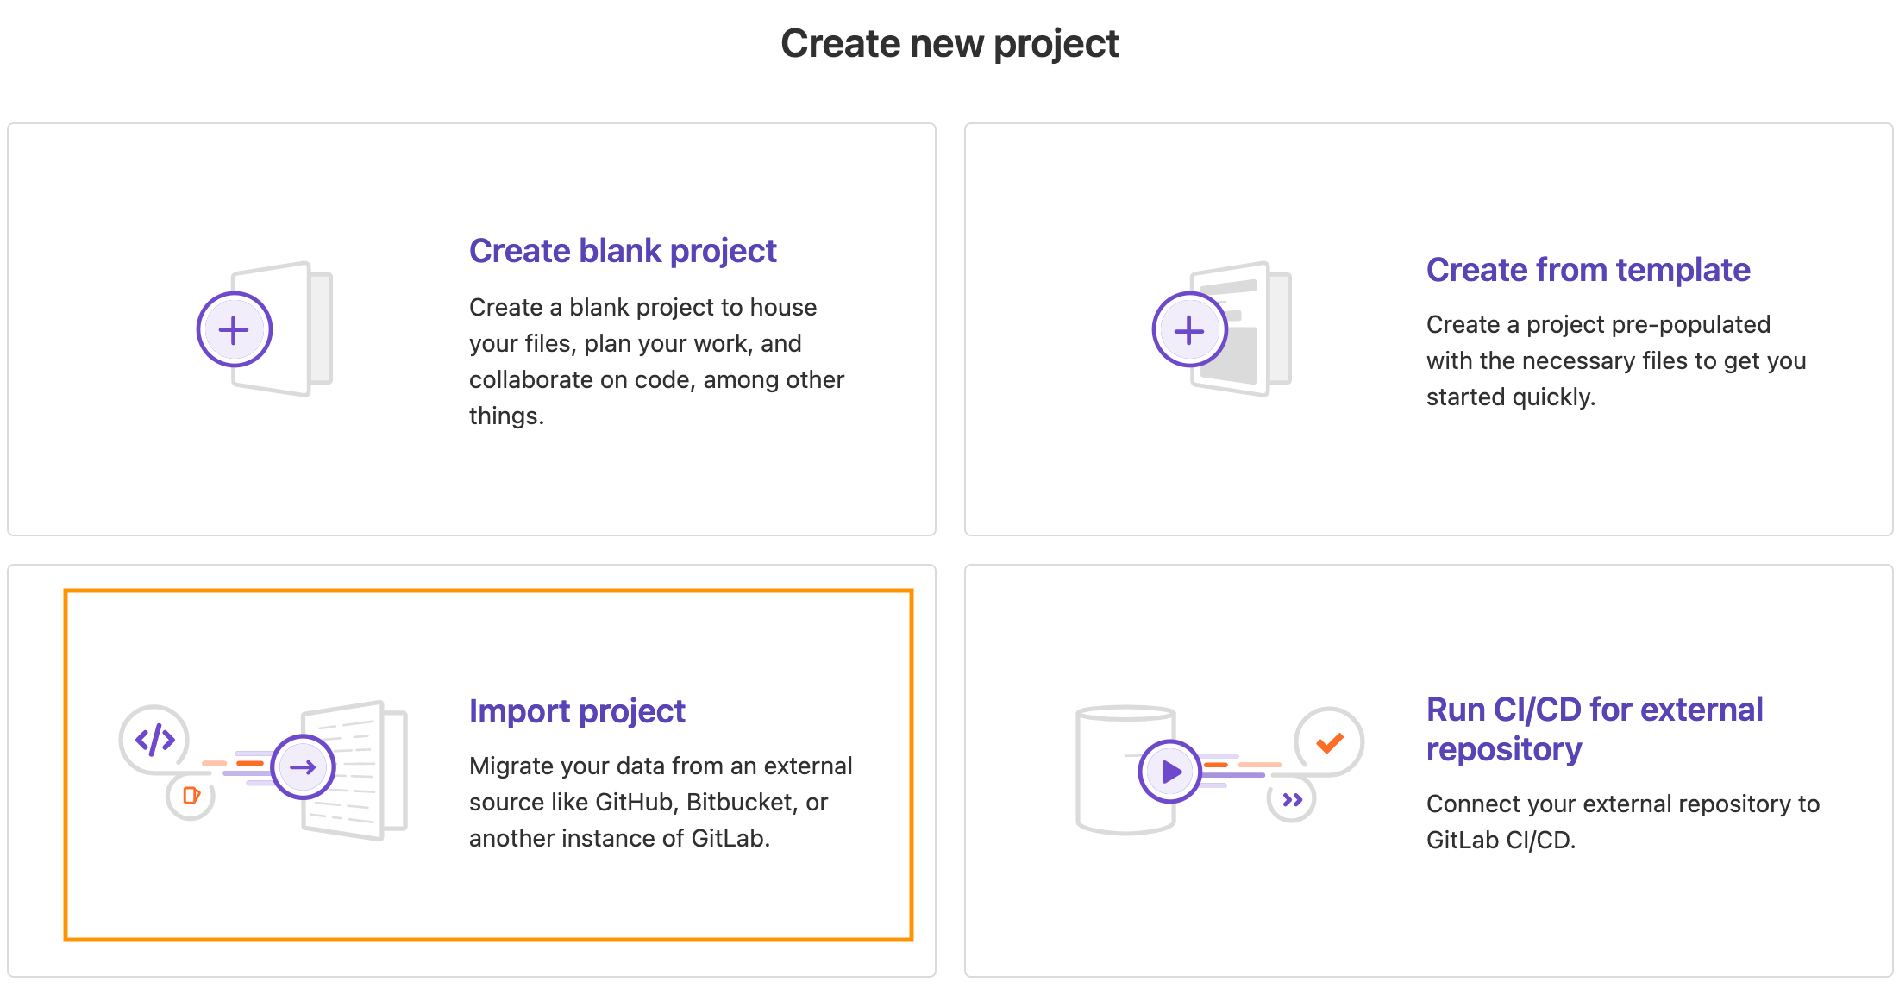 Create new project
Create blank project
Create a blank project to house
your files, plan your work, and
collaborate on code, among other
things.
Create from template
Create a project pre-populated
with the necessary files to get you
started quickly.
Import project
Migrate your data from an external
source like GitHub, Bitbucket, or
another instance of GitLab.
Run CI/CD for external
repository
Connect your external repository to
GitLab CI/CD.